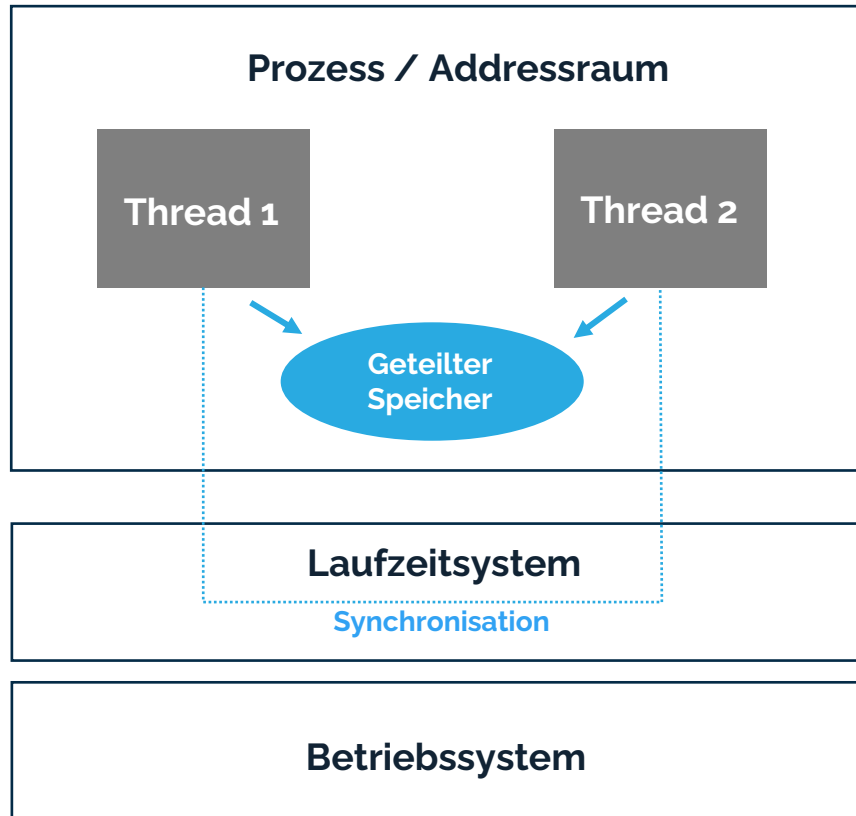 Prozess / Addressraum
Thread 1
Thread 2
Geteilter
Speicher
Laufzeitsystem
Synchronisation
Betriebssystem